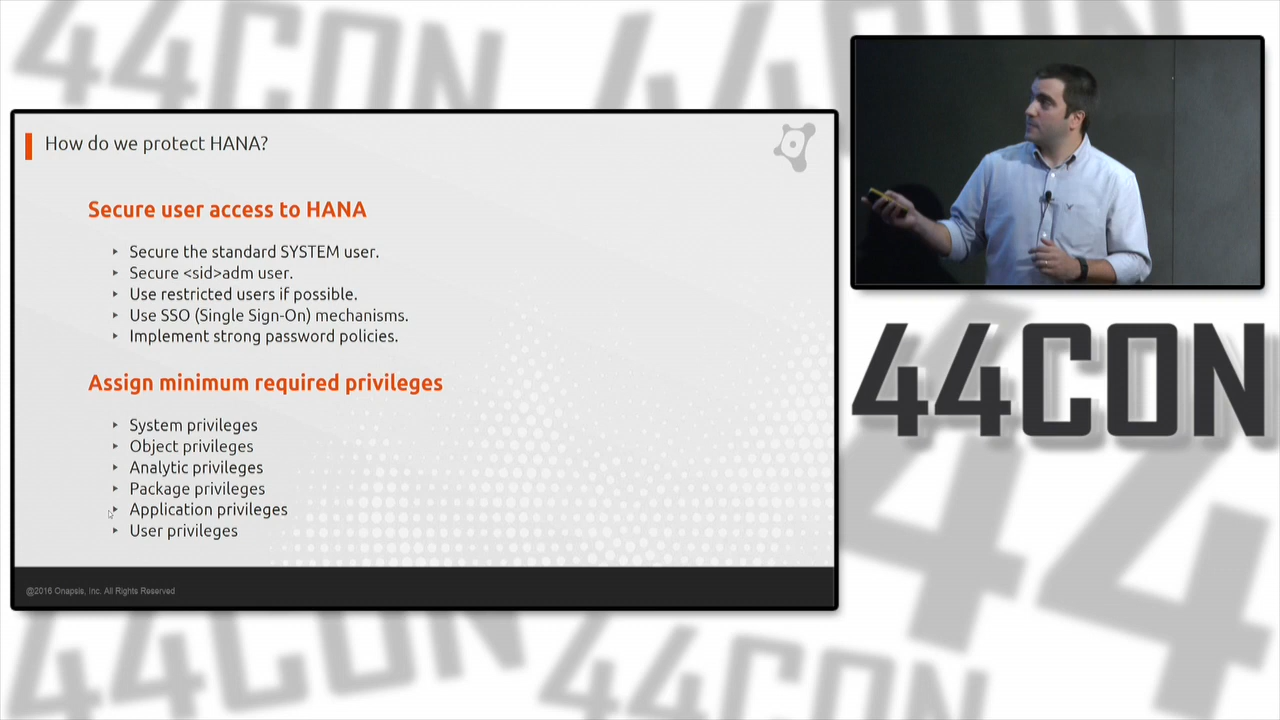 How do we protect HANA?
Secure user access to HANA
Secure the standard SYSTEM user.
Secure <sid>adm user.
Use restricted users if possible.
Use SSO (Single Sign-On) mechanisms.
Implement strong password policies.
Assign minimum required privileges
System privileges
Object privileges
Analytic privileges
Package privileges
Application privileges
User privileges
@2016 Onapsis, Inc. All Rights Reserved
44CON